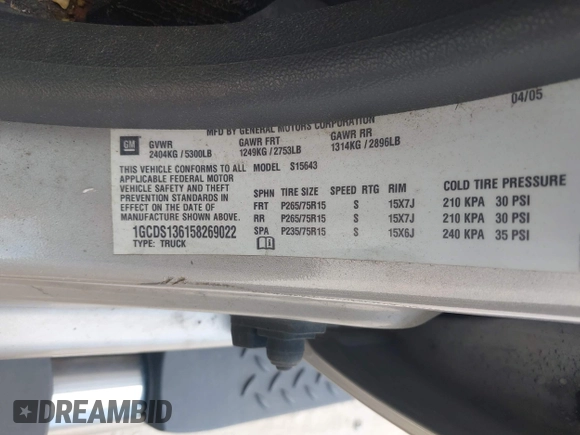 04/05
MFD BY GENERAL MOTORS CORPORATION
GM
GVWR GAWR FRT GAWR RR
2404KG / 5300LB 1249KG / 2753LB 1314KG / 2896LB
THIS VEHICLE CONFORMS TO ALL MODEL S15643
APPLICABLE FEDERAL MOTOR
VEHICLE SAFETY AND THEFT
PREVENTION STANDARDS IN
EFFECT ON THE DATE OF
MANUFACTURE SHOWN ABOVE.
1GCDS136158269022
TYPE: TRUCK
SPHN TIRE SIZE SPEED RTG RIM COLD TIRE PRESSURE
FRT P265/75R15 S 15X7J 210 KPA 30 PSI
RR P265/75R15 S 15X7J 210 KPA 30 PSI
SPA P235/75R15 S 15X6J 240 KPA 35 PSI
DREAMBID